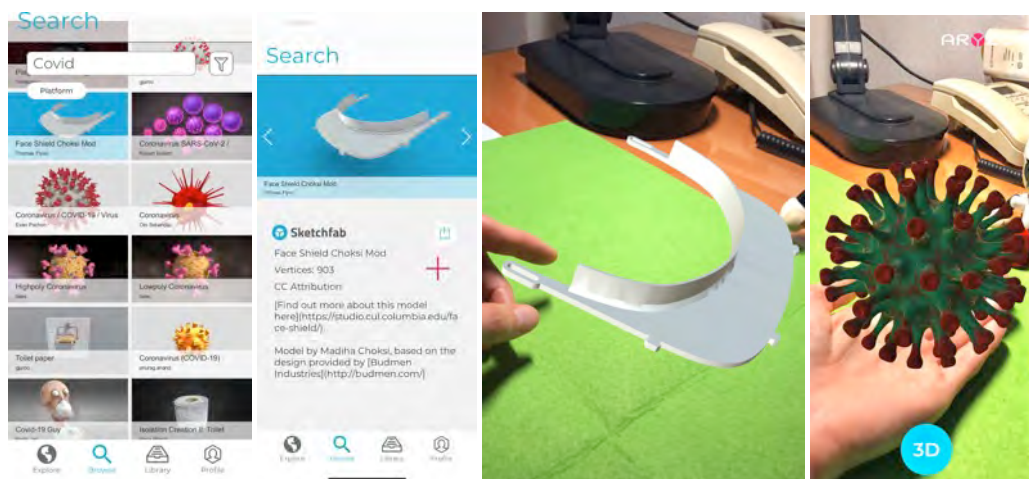 Search
Covid
Platform
Face Shield Choksi Mod
Thomas Flynn
Coronavirus SARS-CoV-2 /
Coronavirus / COVID-19 / Virus
Coronavirus
Highpoly Coronavirus
Lowpoly Coronavirus
Toilet paper
Coronavirus (COVID-19)
Covid-19 Guy
Isolation Creation II: Toilet
Explore
Browse
Library
Profile
Search
Face Shield Choksi Mod
Sketchfab
Face Shield Choksi Mod
Vertices: 903
CC Attribution
[Find out more about this model
here](https://studio.cul.columbia.edu/fa
ce-shield/).
Model by Madiha Choksi, based on the
design provided by [Budmen
Industries](http://budmen.com/]
Explore
Browse
Library
Profile
ARY
3D